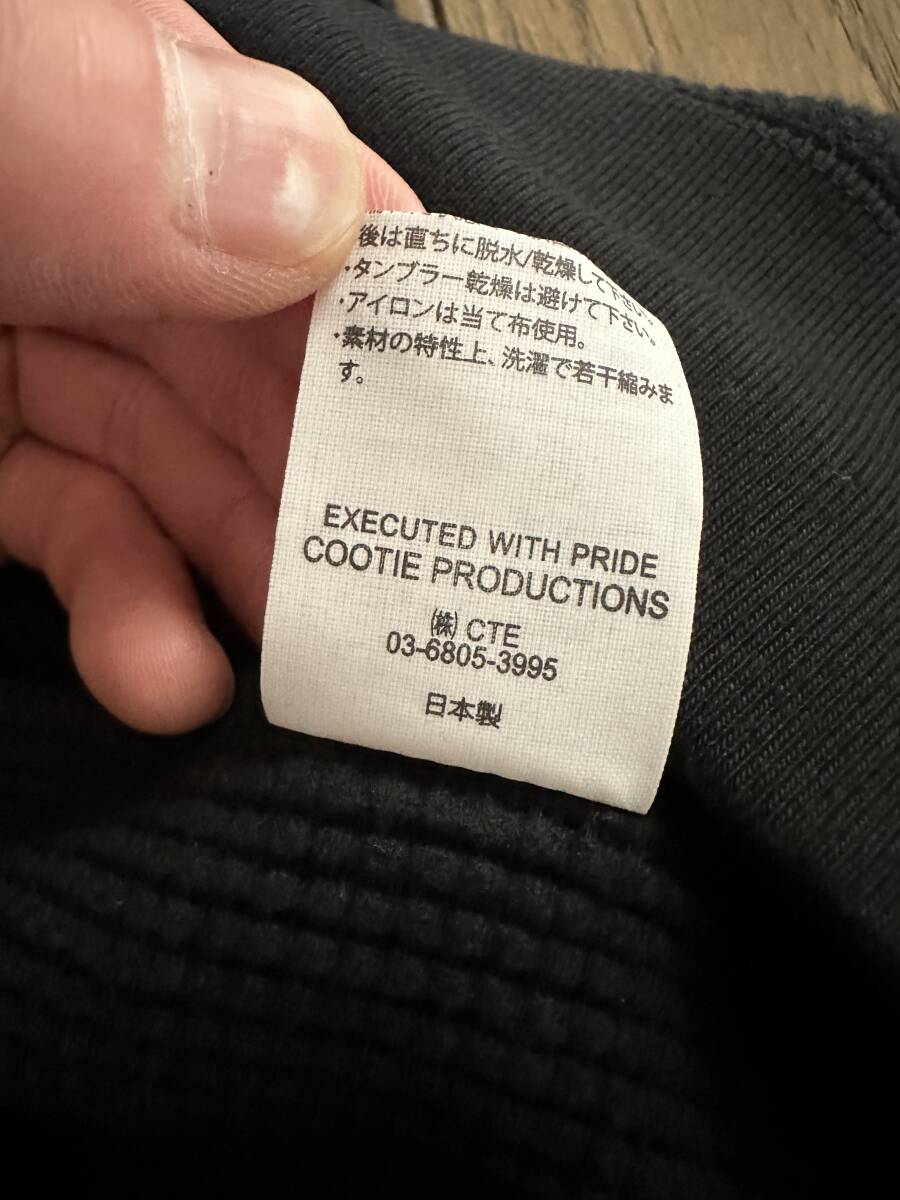 後は直ちに脱水/乾燥して下さい。
・タンブラー乾燥は避けて下さい。
・アイロンは当て布使用。
・素材の特性上、洗濯で若干縮みま
す。
EXECUTED WITH PRIDE
COOTIE PRODUCTIONS
㈱ CTE
03-6805-3995
日本製